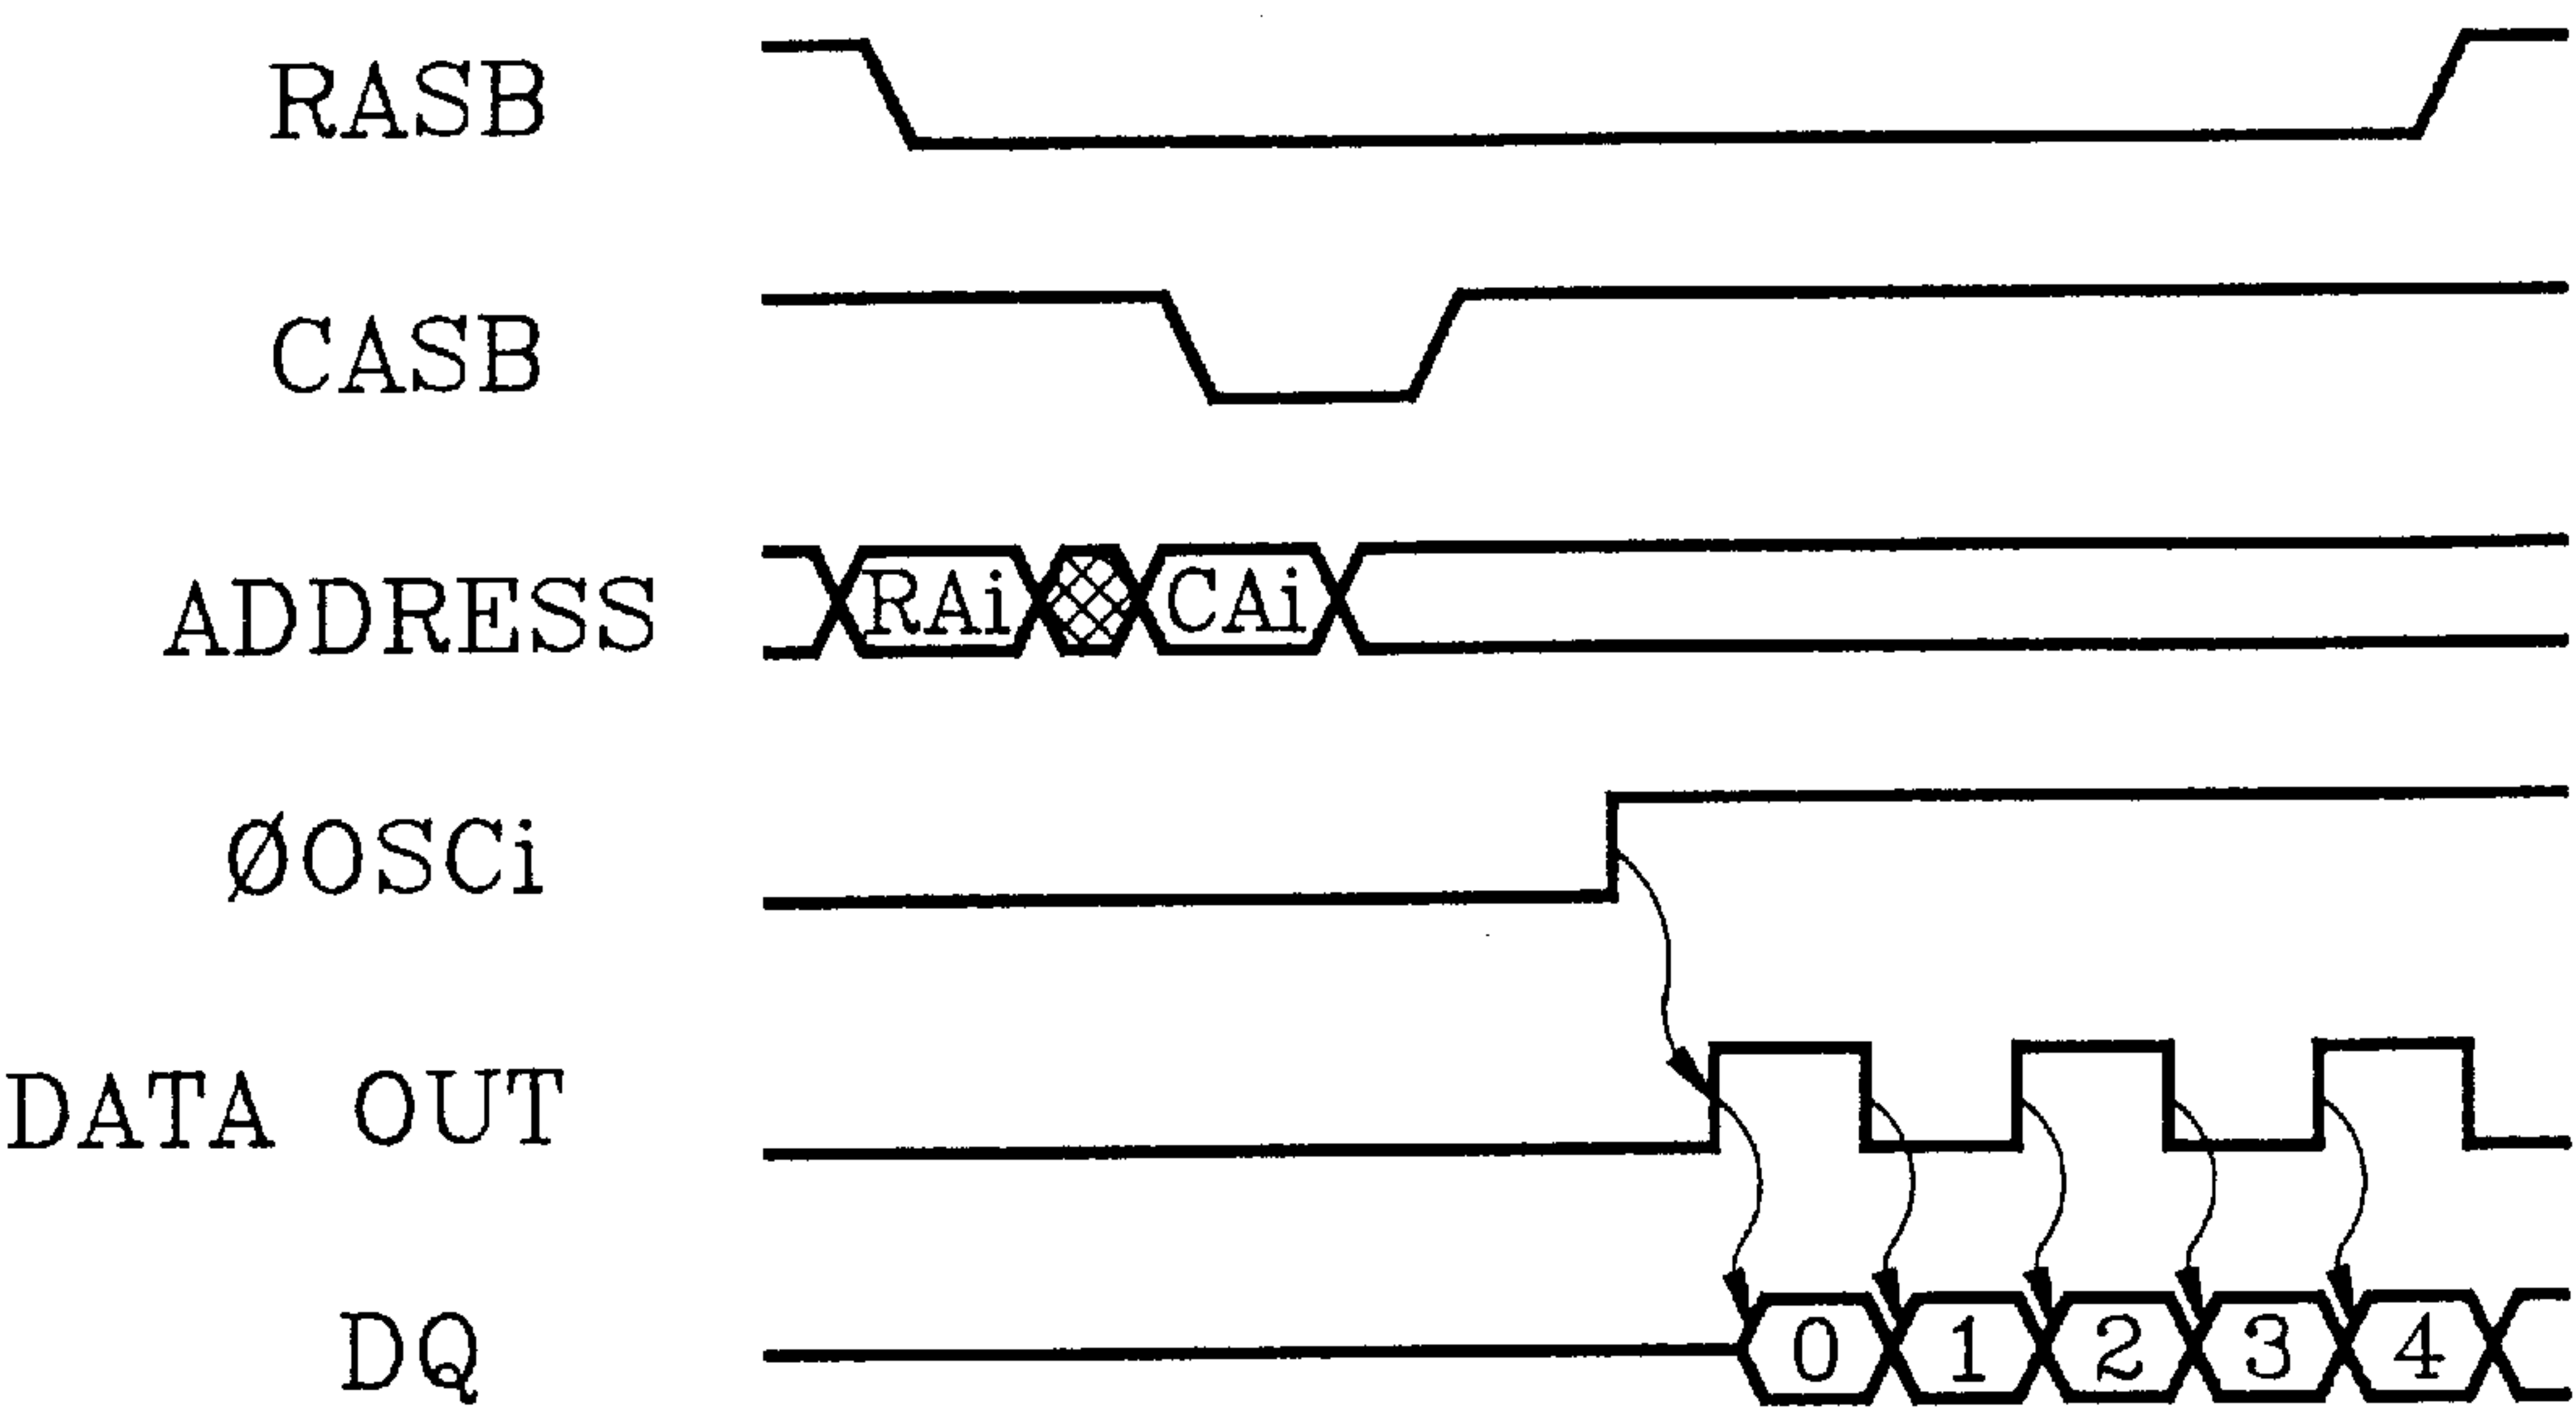 RASB
CASB
ADDRESS RAi CAi
ØOSCi
DATA OUT
DQ 0 1 2 3 4